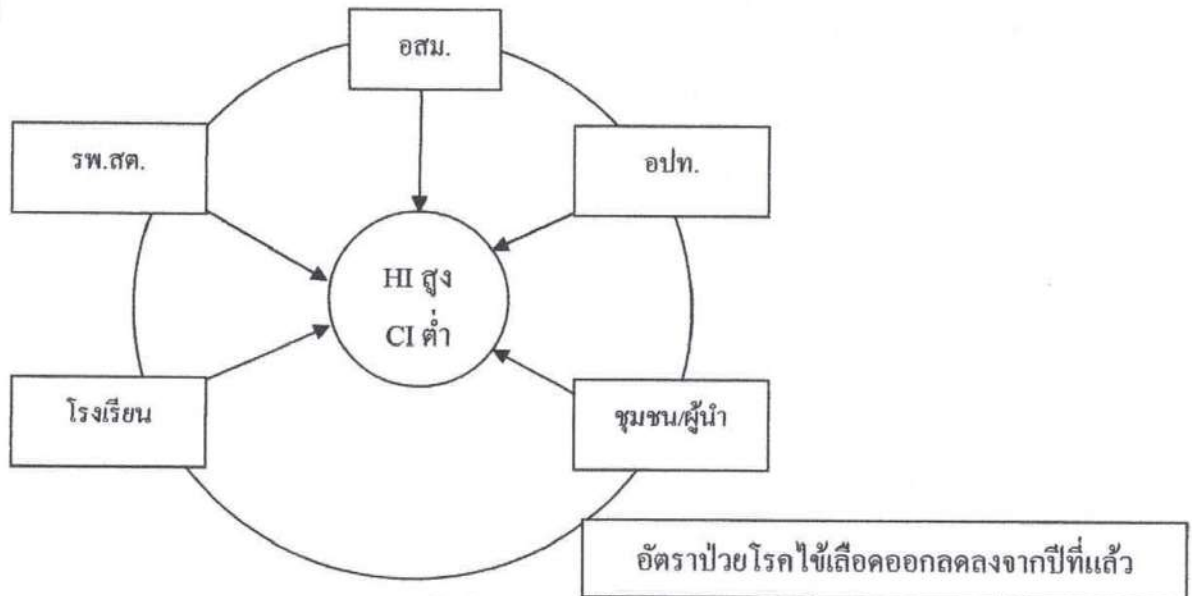 อสม.
รพ.สต.
อปท.
HI สูง
CI ต่ำ
โรงเรียน
ชุมชน/ผู้นำ
อัตราป่วยโรคไข้เลือดออกลดลงจากปีที่แล้ว